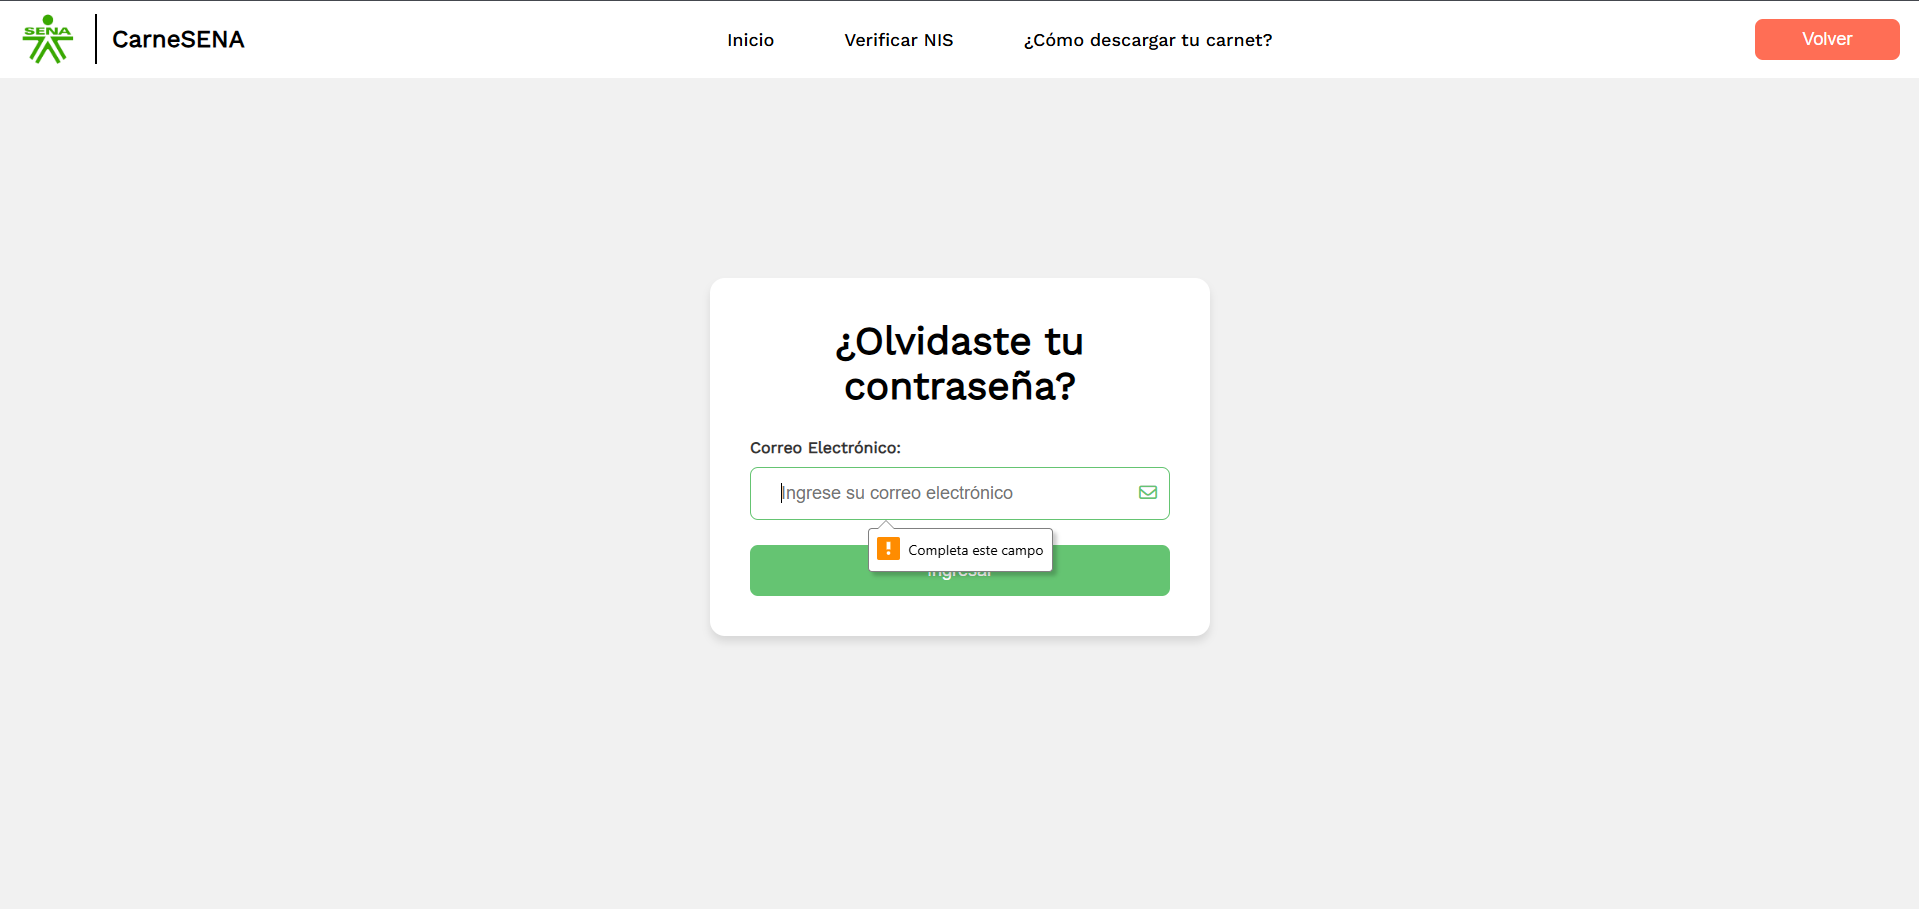 SENA
CarneSENA
Inicio
Verificar NIS
¿Cómo descargar tu carnet?
Volver
¿Olvidaste tu
contraseña?
Correo Electrónico:
Ingrese su correo electrónico
Completa este campo
Ingresar